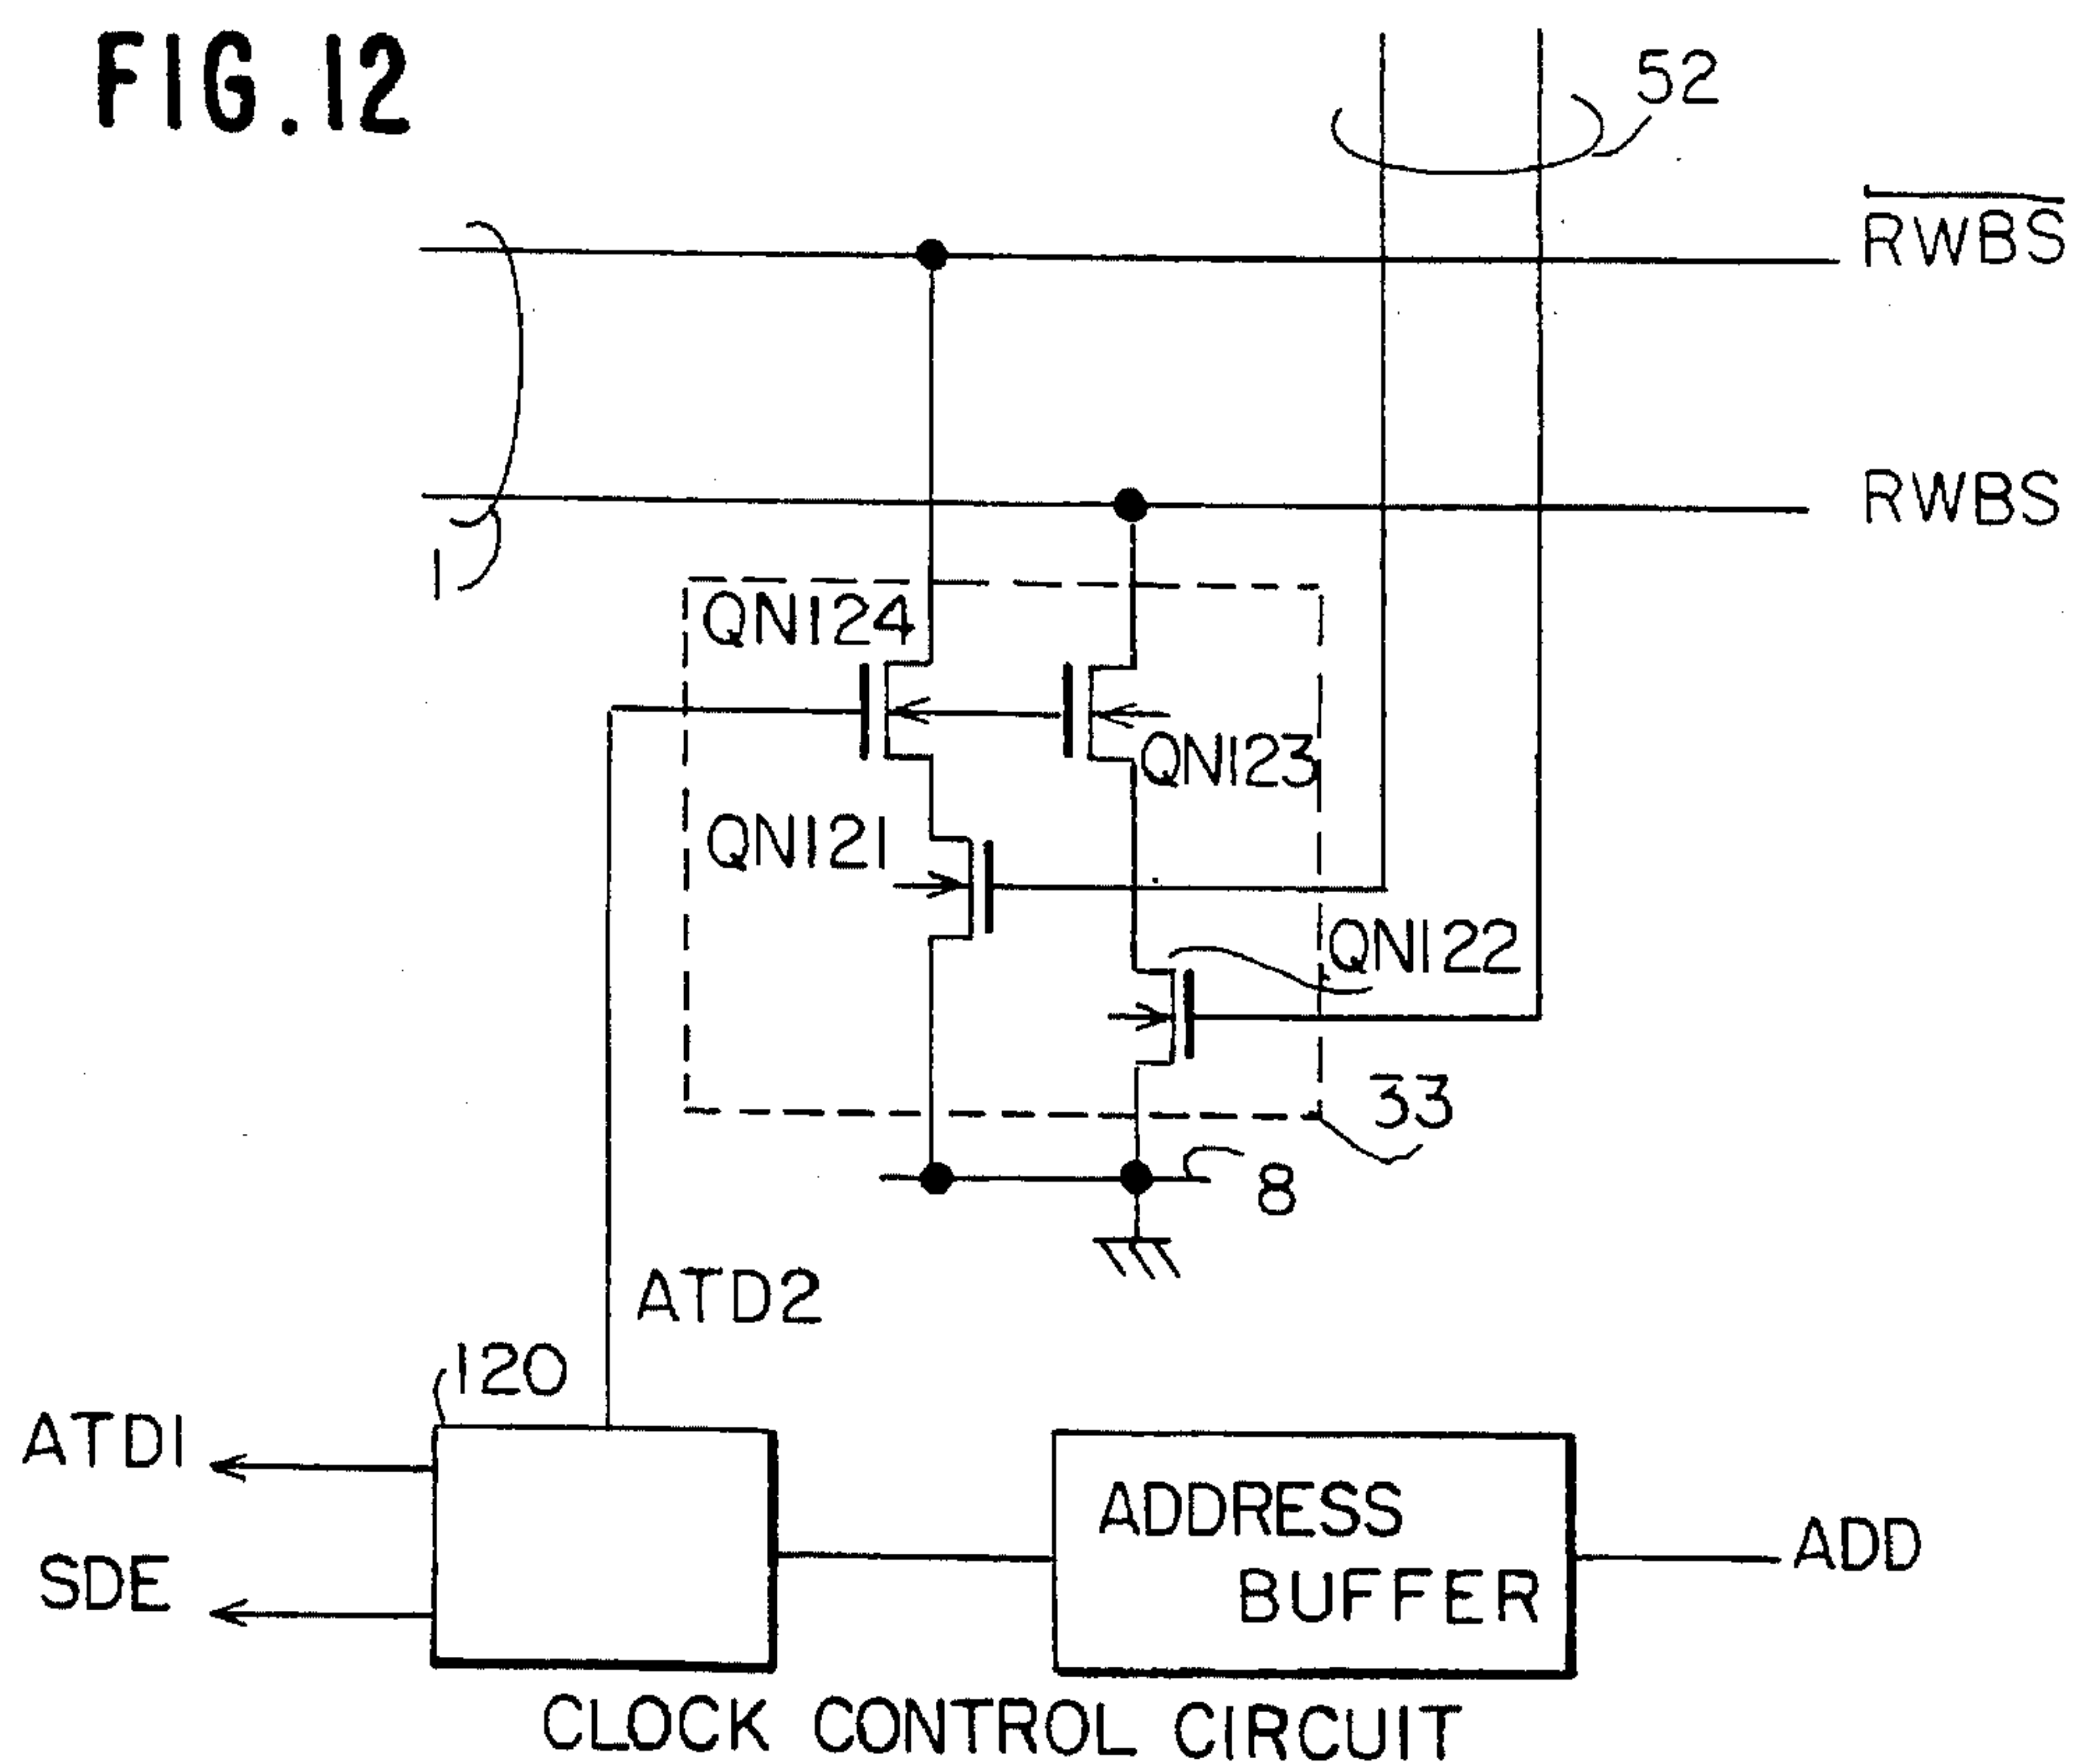 FIG.12
52
R̅W̅B̅S̅
RWBS
1
QN124
QN123
QN121
QN122
33
8
ATD2
120
ATD1
SDE
ADDRESS
BUFFER
ADD
CLOCK CONTROL CIRCUIT